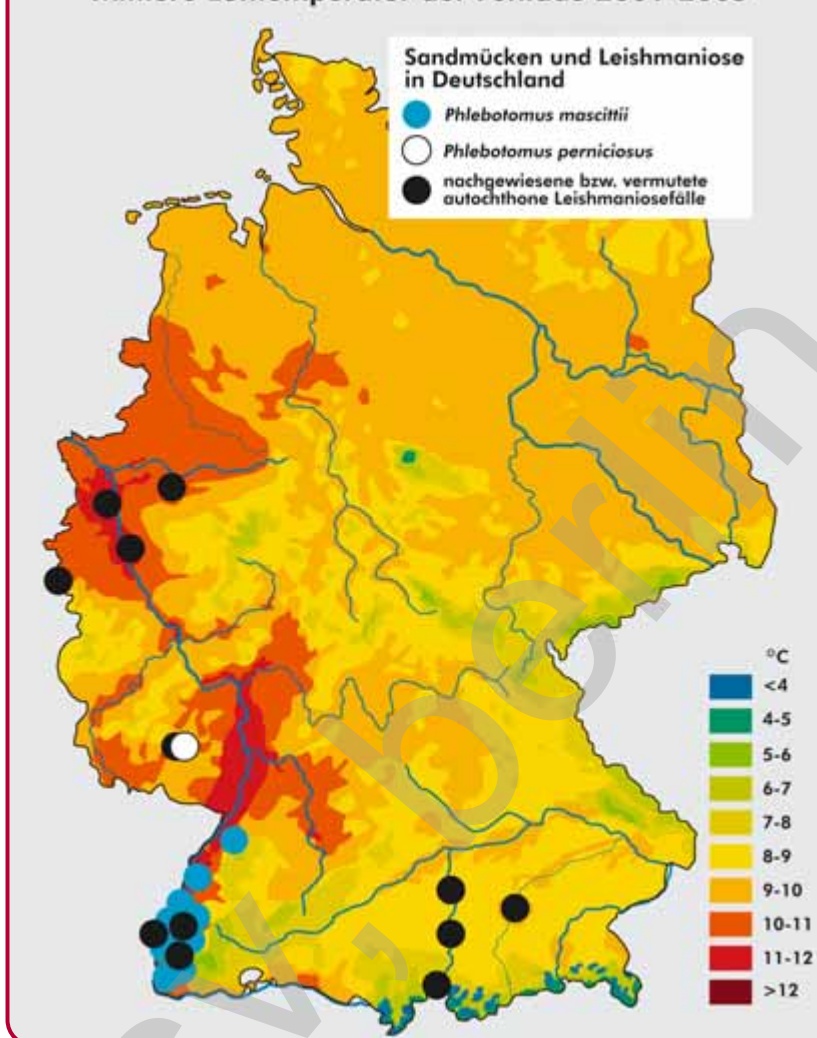 Sandmücken und Leishmaniose
in Deutschland
Phlebotomus mascittii
Phlebotomus perniciosus
nachgewiesene bzw. vermutete
autochthone Leishmaniosefälle
°C
<4
4-5
5-6
6-7
7-8
8-9
9-10
10-11
11-12
>12
berlin